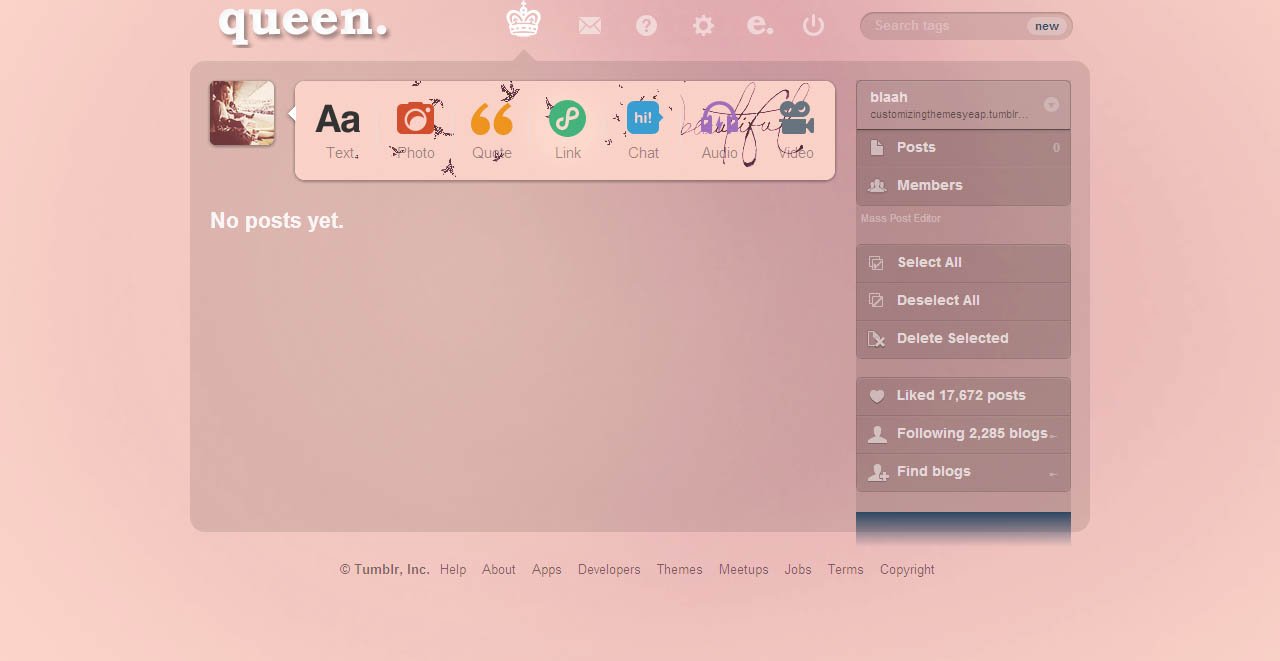 queen.
e.
Search tags
new
Aa
hi!
beautiful
Text
Photo
Quote
Link
Chat
Audio
Video
No posts yet.
blaah
customizingthemesyeap.tumblr...
Posts
0
Members
Mass Post Editor
Select All
Deselect All
Delete Selected
Liked 17,672 posts
Following 2,285 blogs
Find blogs
© Tumblr, Inc. Help About Apps Developers Themes Meetups Jobs Terms Copyright